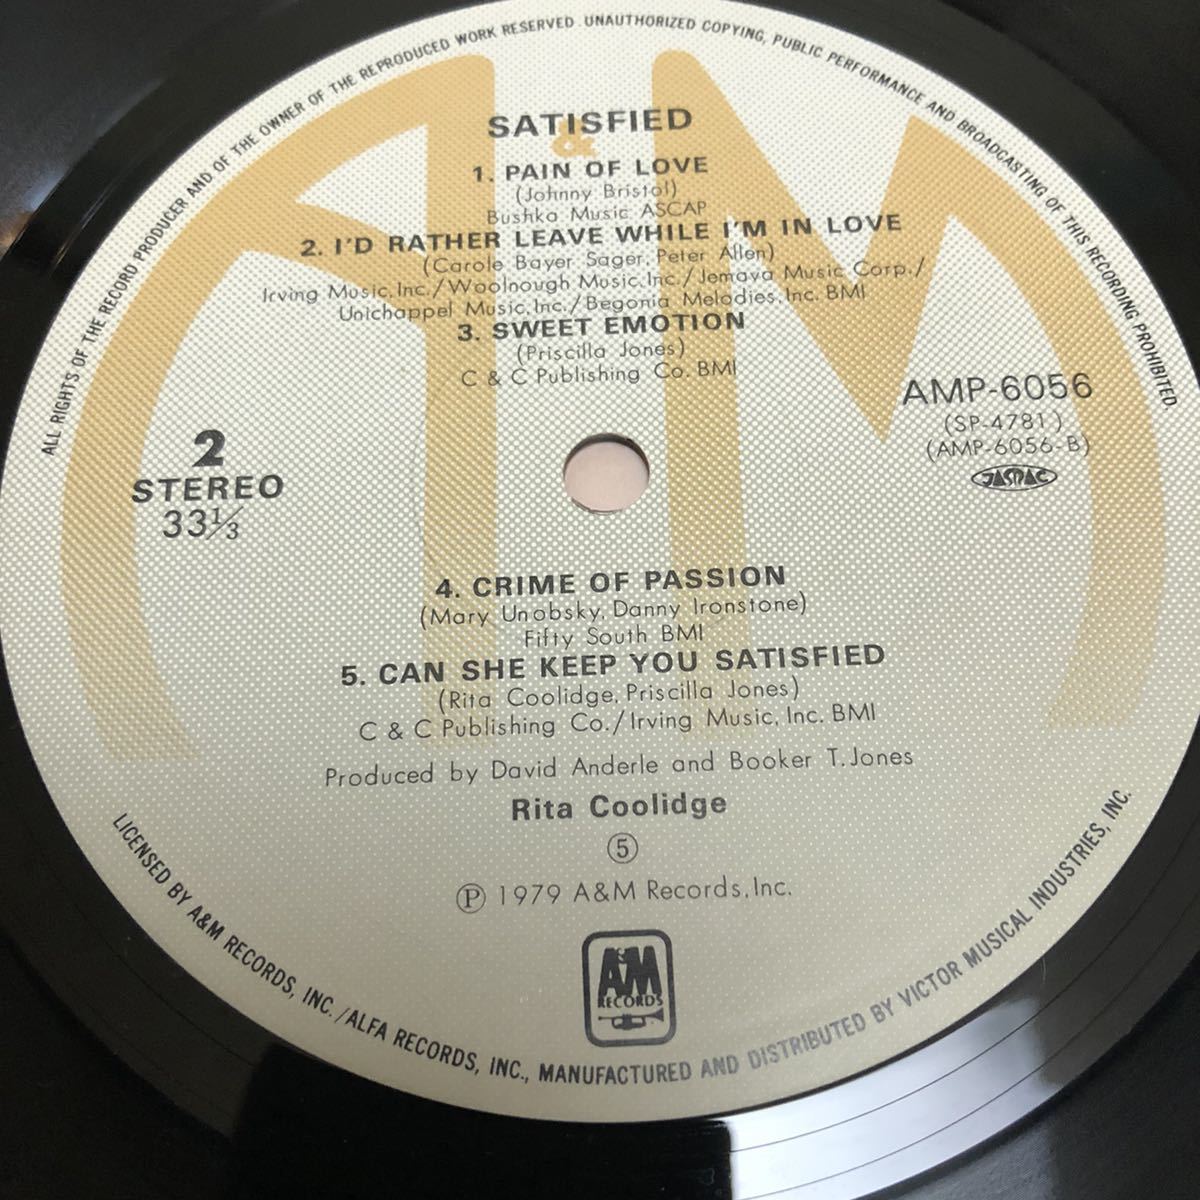 ALL RIGHTS OF THE RECORD PRODUCER AND OF THE OWNER OF THE REPRODUCED WORK RESERVED. UNAUTHORIZED COPYING, PUBLIC PERFORMANCE AND BROADCASTING OF THIS RECORDING PROHIBITED.
SATISFIED
&
1. PAIN OF LOVE
(Johnny Bristol)
Bushka Music ASCAP
2. I'D RATHER LEAVE WHILE I'M IN LOVE
(Carole Bayer Sager, Peter Allen)
Irving Music, Inc./Woolnough Music, Inc./Jemava Music Corp./
Unichappel Music, Inc./Begonia Melodies, Inc. BMI
3. SWEET EMOTION
(Priscilla Jones)
C & C Publishing Co. BMI
AMP-6056
(SP-4781)
(AMP-6056-B)
JASRAC
2
STEREO
33⅓
4. CRIME OF PASSION
(Mary Unobsky, Danny Ironstone)
Fifty South BMI
5. CAN SHE KEEP YOU SATISFIED
(Rita Coolidge, Priscilla Jones)
C & C Publishing Co./Irving Music, Inc. BMI
Produced by David Anderle and Booker T. Jones
Rita Coolidge
⑤
Ⓟ 1979 A&M Records, Inc.
A&M
RECORDS
LICENSED BY A&M RECORDS, INC./ALFA RECORDS, INC., MANUFACTURED AND DISTRIBUTED BY VICTOR MUSICAL INDUSTRIES, INC.